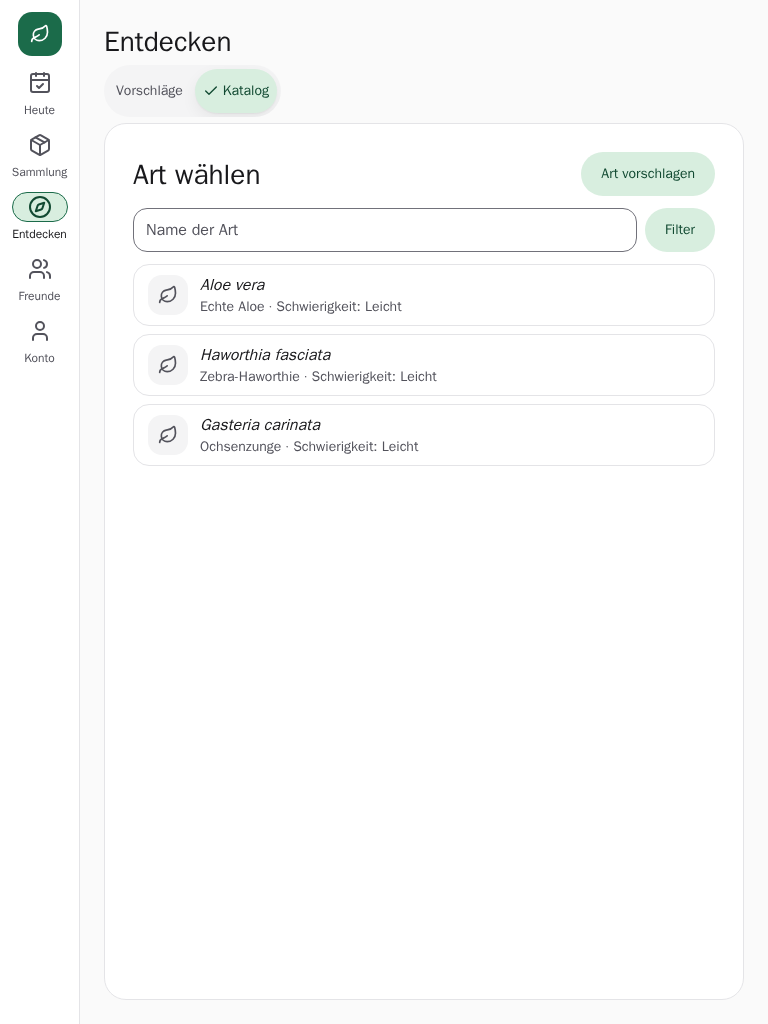 Entdecken
Vorschläge
Katalog
Heute
Sammlung
Entdecken
Freunde
Konto
Art wählen
Art vorschlagen
Name der Art
Filter
Aloe vera
Echte Aloe · Schwierigkeit: Leicht
Haworthia fasciata
Zebra-Haworthie · Schwierigkeit: Leicht
Gasteria carinata
Ochsenzunge · Schwierigkeit: Leicht